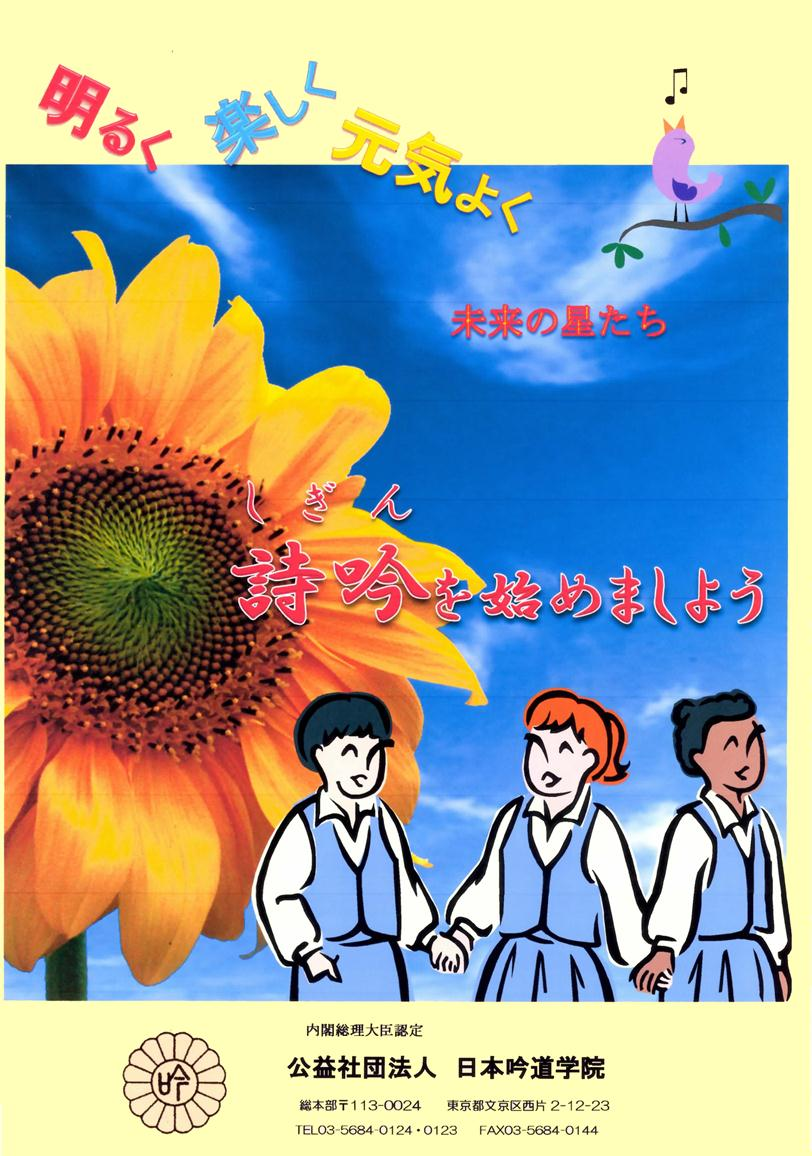 明るく 楽しく 元気よく
未来の星たち
しぎん
詩吟を始めましょう
内閣総理大臣認定
公益社団法人 日本吟道学院
吟
総本部〒113-0024 東京都文京区西片 2-12-23
TEL03-5684-0124・0123 FAX03-5684-0144